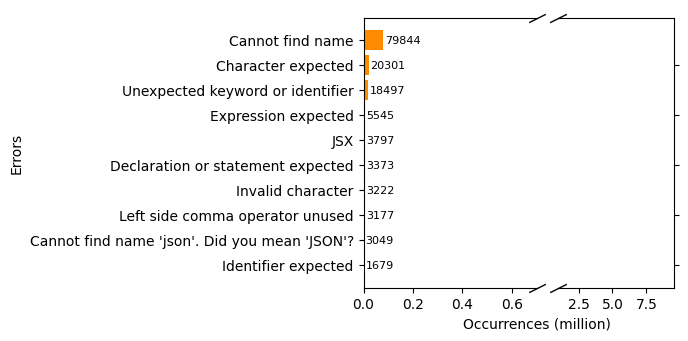 Errors
Cannot find name 79844
Character expected 20301
Unexpected keyword or identifier 18497
Expression expected 5545
JSX 3797
Declaration or statement expected 3373
Invalid character 3222
Left side comma operator unused 3177
Cannot find name 'json'. Did you mean 'JSON'? 3049
Identifier expected 1679
0.0 0.2 0.4 0.6 2.5 5.0 7.5
Occurrences (million)